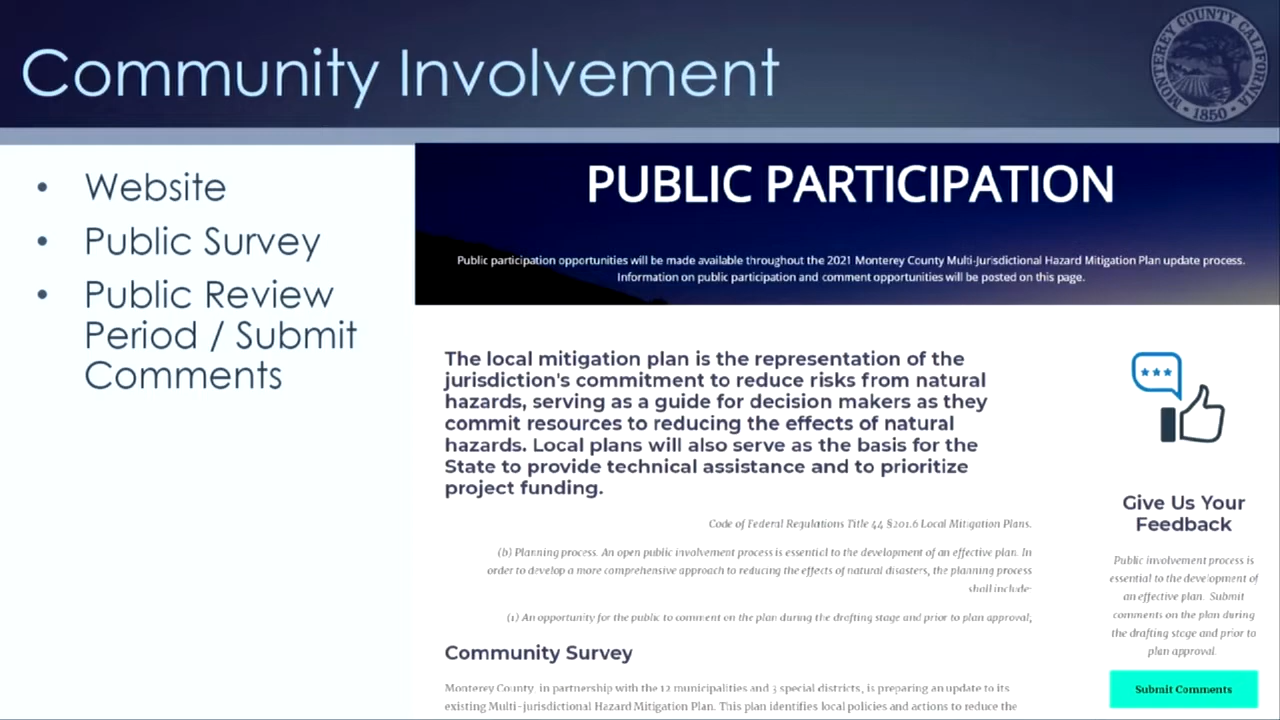 Community Involvement
MONTEREY COUNTY CALIFORNIA
1850
• Website
• Public Survey
• Public Review
Period / Submit
Comments
PUBLIC PARTICIPATION
Public participation opportunities will be made available throughout the 2021 Monterey County Multi-Jurisdictional Hazard Mitigation Plan update process.
Information on public participation and comment opportunities will be posted on this page.
The local mitigation plan is the representation of the
jurisdiction's commitment to reduce risks from natural
hazards, serving as a guide for decision makers as they
commit resources to reducing the effects of natural
hazards. Local plans will also serve as the basis for the
State to provide technical assistance and to prioritize
project funding.
Code of Federal Regulations Title 44 §201.6 Local Mitigation Plans.
(b) Planning process. An open public involvement process is essential to the development of an effective plan. In
order to develop a more comprehensive approach to reducing the effects of natural disasters, the planning process
shall include:
(1) An opportunity for the public to comment on the plan during the drafting stage and prior to plan approval;
Community Survey
Monterey County, in partnership with the 12 municipalities and 3 special districts, is preparing an update to its
existing Multi-jurisdictional Hazard Mitigation Plan. This plan identifies local policies and actions to reduce the
Give Us Your
Feedback
Public involvement process is
essential to the development of
an effective plan. Submit
comments on the plan during
the drafting stage and prior to
plan approval.
Submit Comments